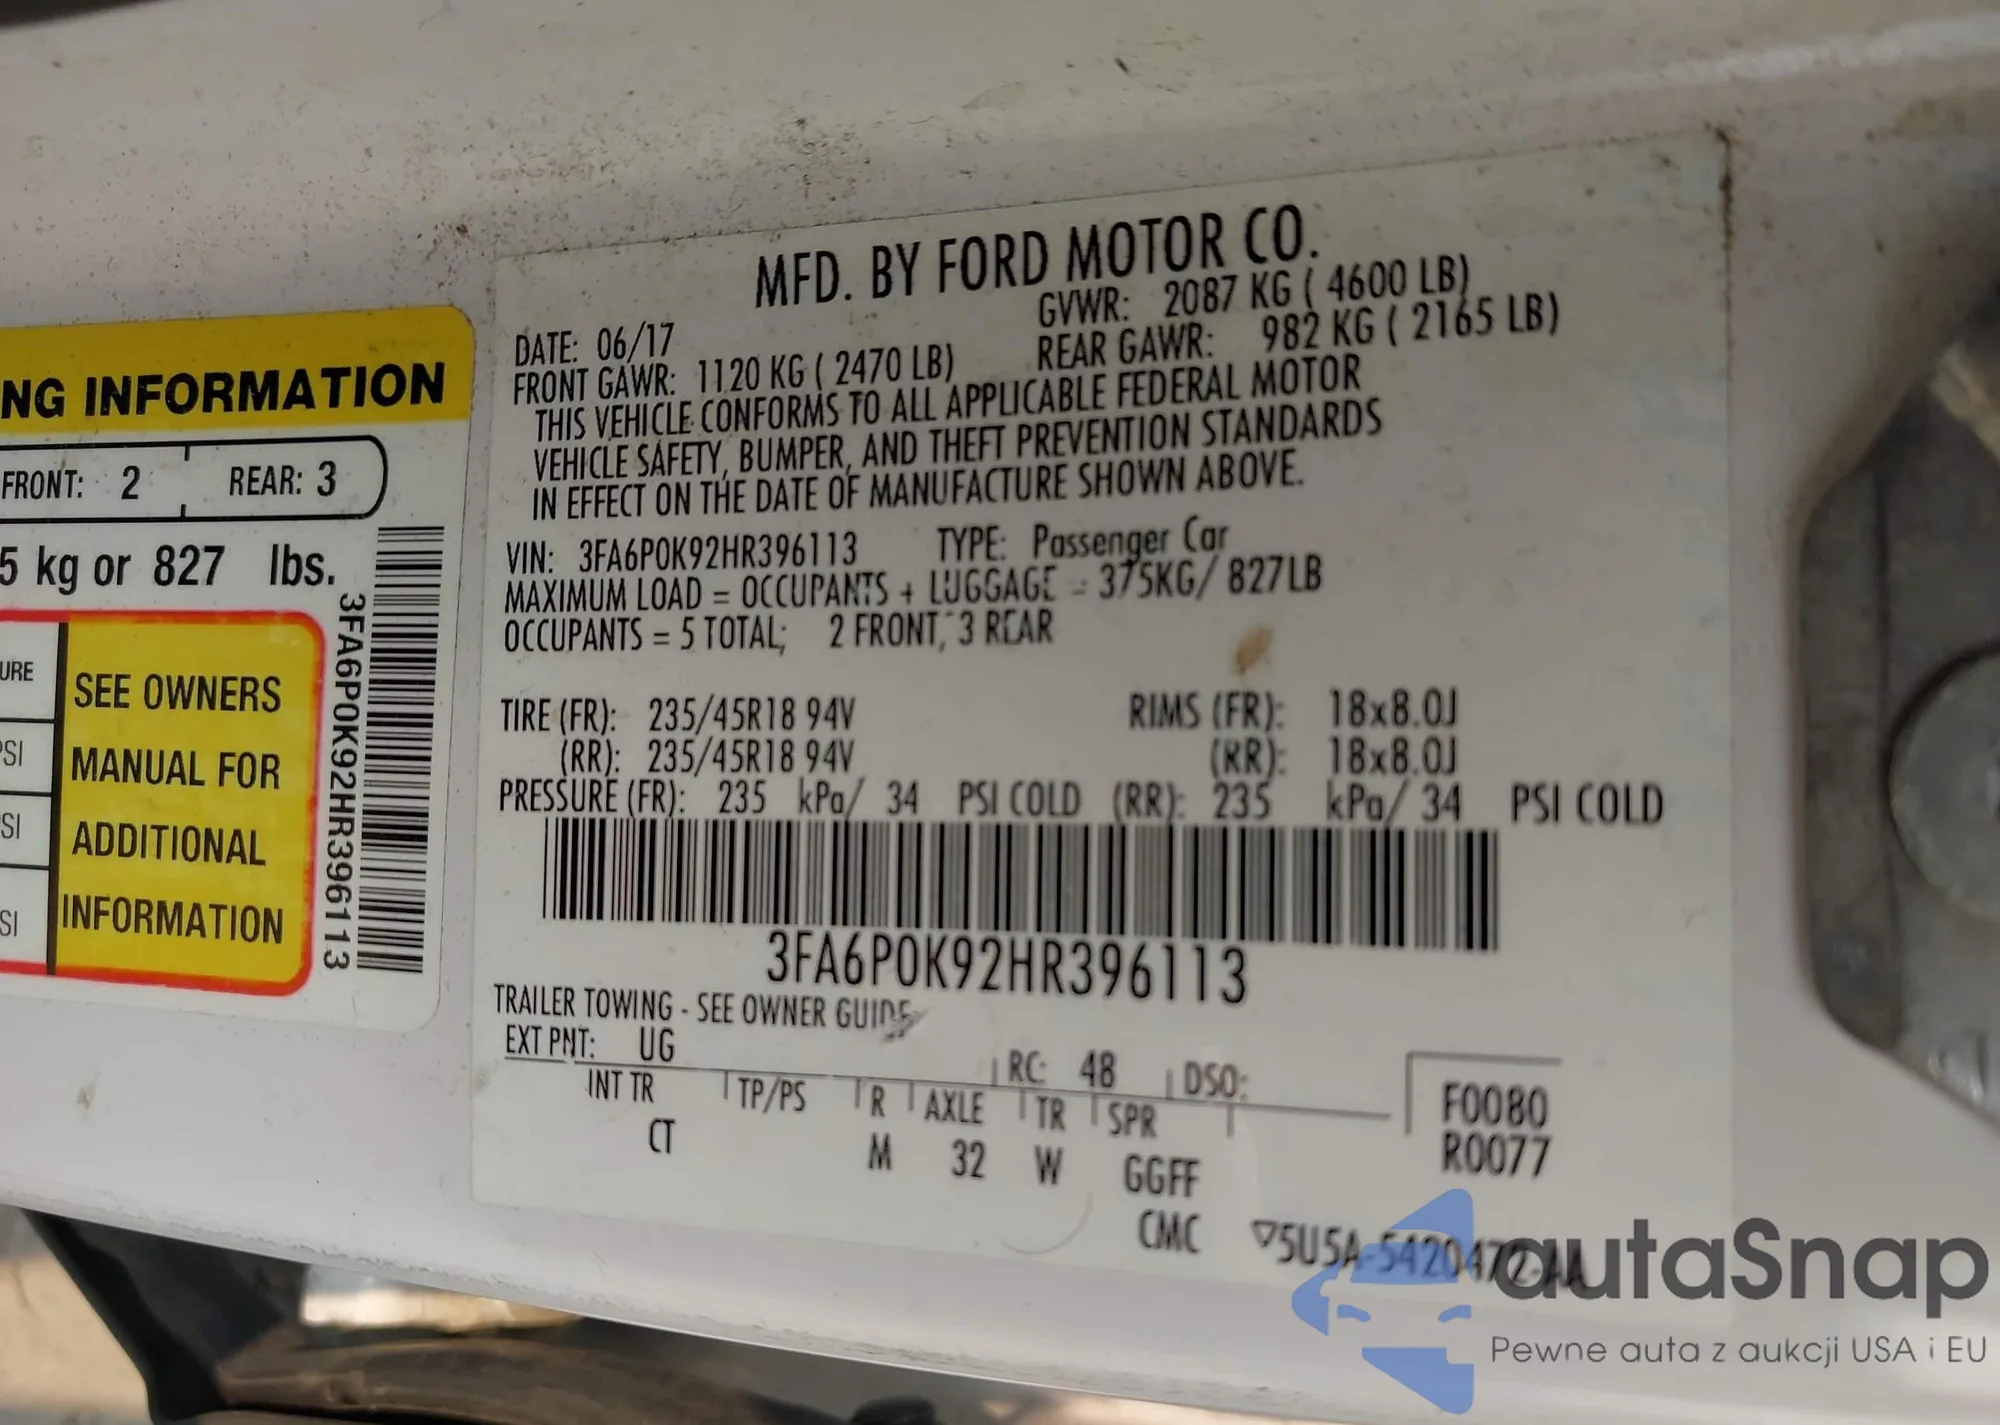 NG INFORMATION
FRONT: 2 REAR: 3
5 kg or 827 lbs.
URE
PSI
SI
SI
SEE OWNERS
MANUAL FOR
ADDITIONAL
INFORMATION
3FA6P0K92HR396113
MFD. BY FORD MOTOR CO.
DATE: 06/17 GVWR: 2087 KG ( 4600 LB)
FRONT GAWR: 1120 KG ( 2470 LB) REAR GAWR: 982 KG ( 2165 LB)
THIS VEHICLE CONFORMS TO ALL APPLICABLE FEDERAL MOTOR
VEHICLE SAFETY, BUMPER, AND THEFT PREVENTION STANDARDS
IN EFFECT ON THE DATE OF MANUFACTURE SHOWN ABOVE.
VIN: 3FA6P0K92HR396113 TYPE: Passenger Car
MAXIMUM LOAD = OCCUPANTS + LUGGAGE = 375KG/ 827LB
OCCUPANTS = 5 TOTAL; 2 FRONT, 3 REAR
TIRE (FR): 235/45R18 94V RIMS (FR): 18x8.0J
(RR): 235/45R18 94V (RR): 18x8.0J
PRESSURE (FR): 235 kPa/ 34 PSI COLD (RR): 235 kPa/ 34 PSI COLD
3FA6P0K92HR396113
TRAILER TOWING - SEE OWNER GUIDE
EXT PNT: UG RC: 48 DSO:
INT TR TP/PS R AXLE TR SPR
CT M 32 W GGFF
CMC
F0080
R0077
▽5U5A-5420472-AA
autaSnap
Pewne auta z aukcji USA i EU